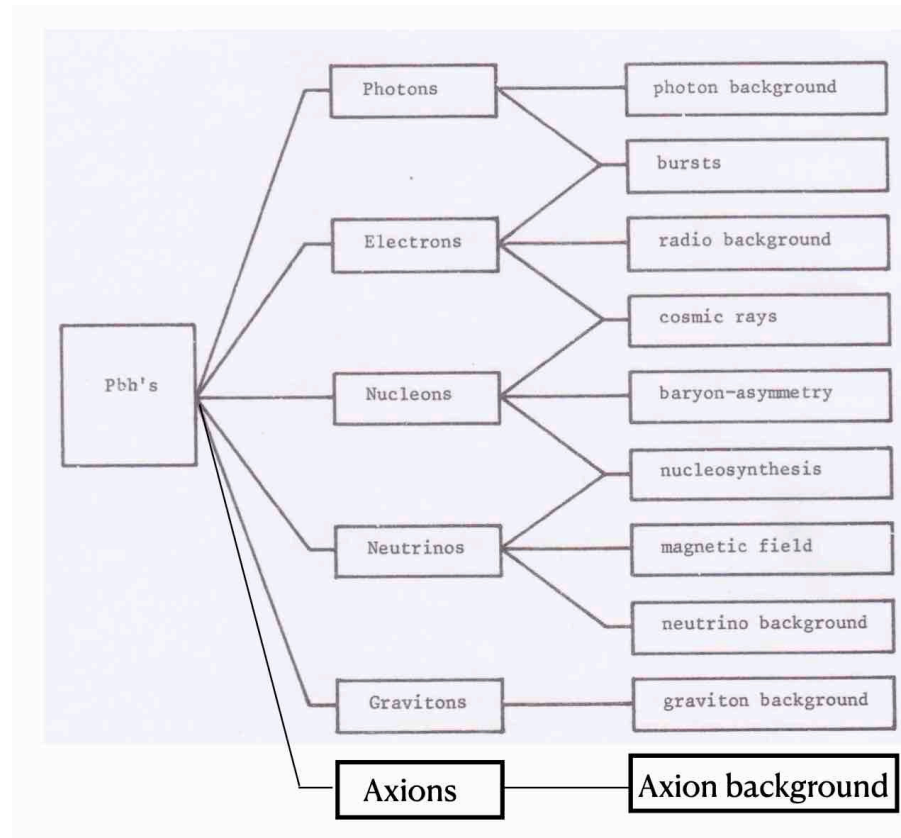 Photons
photon background
bursts
Electrons
radio background
cosmic rays
Pbh's
Nucleons
baryon-asymmetry
nucleosynthesis
Neutrinos
magnetic field
neutrino background
Gravitons
graviton background
Axions
Axion background